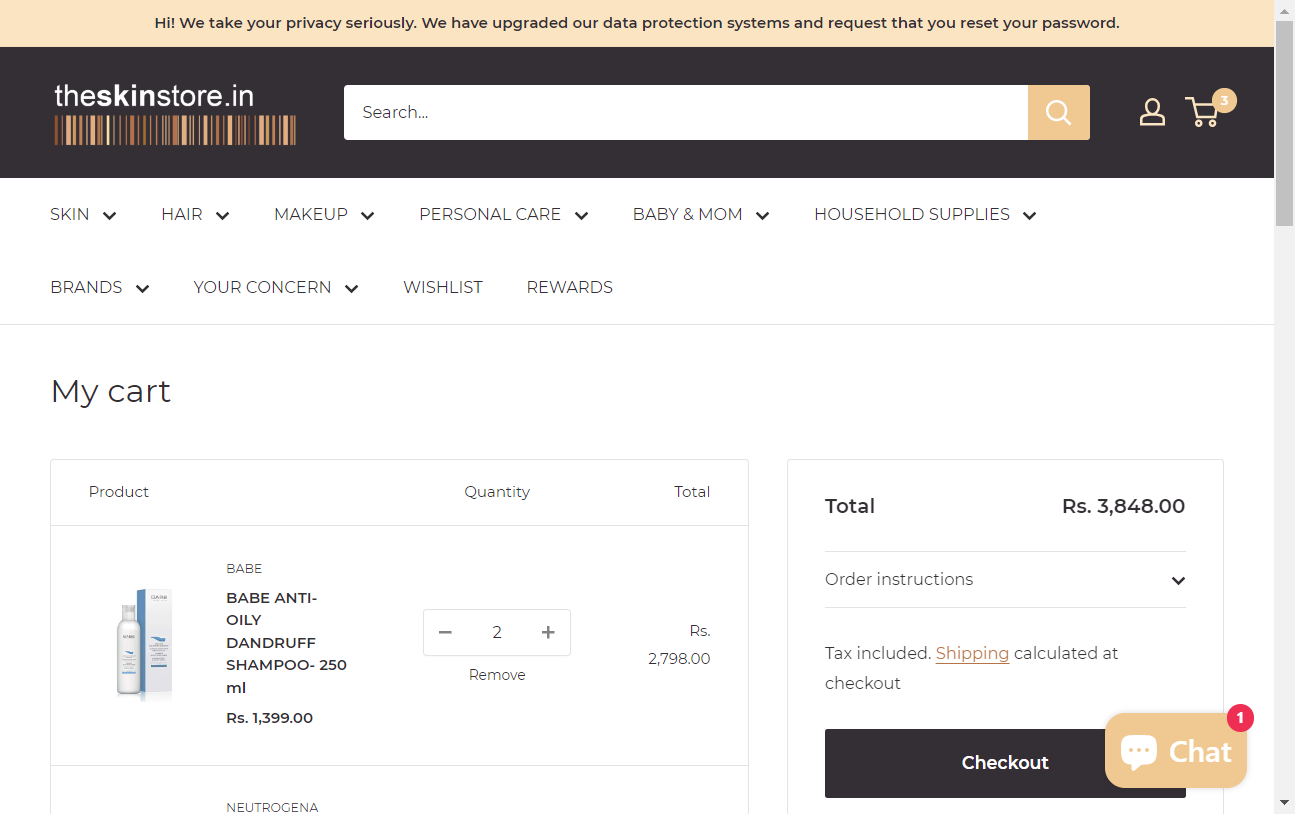 Hi! We take your privacy seriously. We have upgraded our data protection systems and request that you reset your password.
theskinstore.in
Search...
3
SKIN
HAIR
MAKEUP
PERSONAL CARE
BABY & MOM
HOUSEHOLD SUPPLIES
BRANDS
YOUR CONCERN
WISHLIST
REWARDS
My cart
Product
Quantity
Total
BABE
BABE ANTI-
OILY
DANDRUFF
SHAMPOO- 250
ml
Rs. 1,399.00
2
Remove
Rs.
2,798.00
NEUTROGENA
Total
Rs. 3,848.00
Order instructions
Tax included. Shipping calculated at
checkout
Checkout
Chat
1